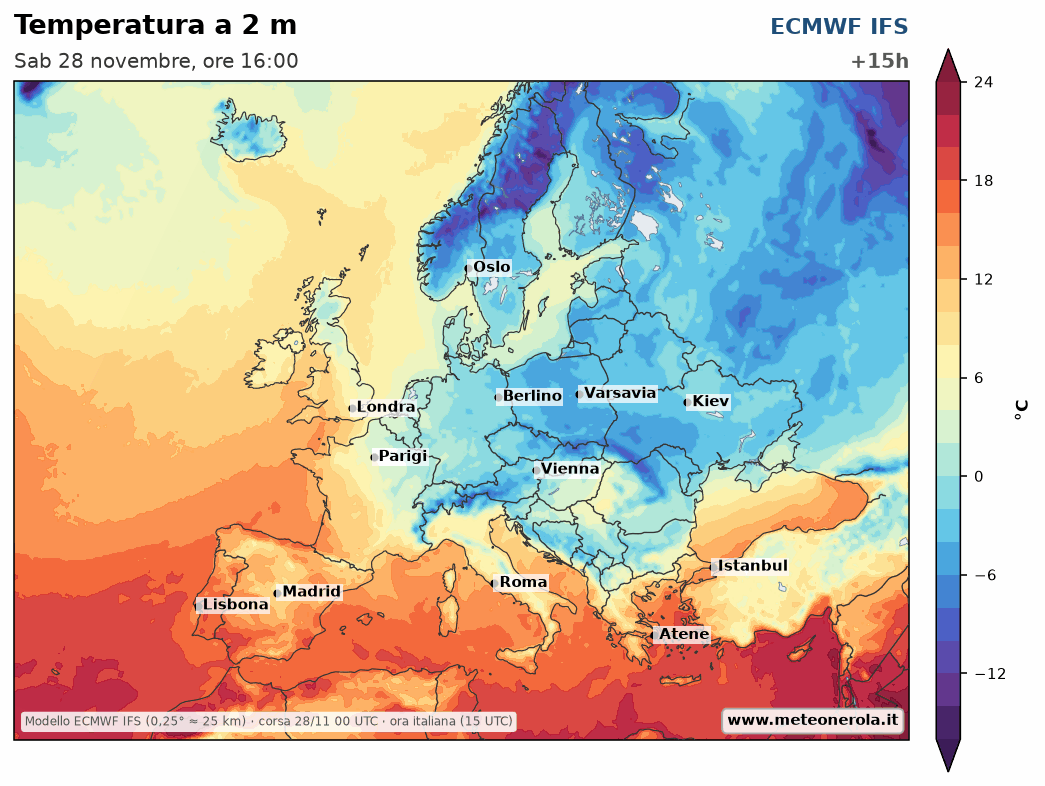 Temperatura a 2 m
ECMWF IFS
Sab 28 novembre, ore 16:00
+15h
24
18
12
6
0
−6
−12
°C
Oslo
Londra
Berlino
Varsavia
Kiev
Parigi
Vienna
Roma
Istanbul
Madrid
Lisbona
Atene
Modello ECMWF IFS (0,25° ≈ 25 km) · corsa 28/11 00 UTC · ora italiana (15 UTC)
www.meteonerola.it